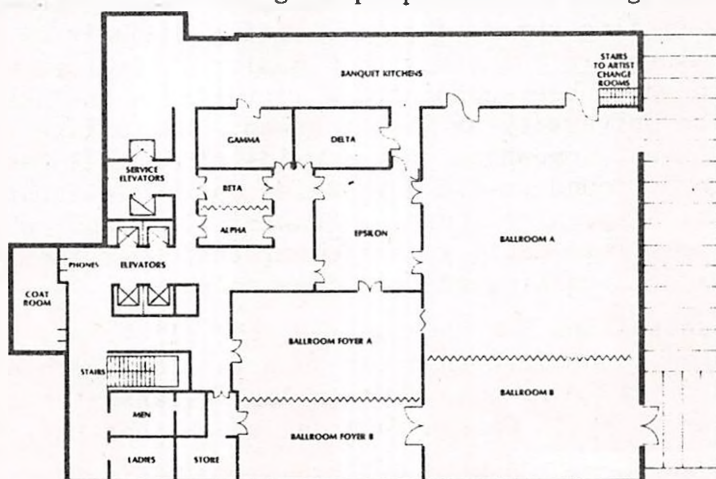 BANQUET KITCHENS
STAIRS
TO ARTIST
CHANGE
ROOMS
GAMMA
DELTA
SERVICE
ELEVATORS
BETA
ALPHA
EPSILON
BALLROOM A
PHONES
ELEVATORS
COAT
ROOM
BALLROOM FOYER A
STAIRS
BALLROOM B
MEN
BALLROOM FOYER B
LADIES
STORE